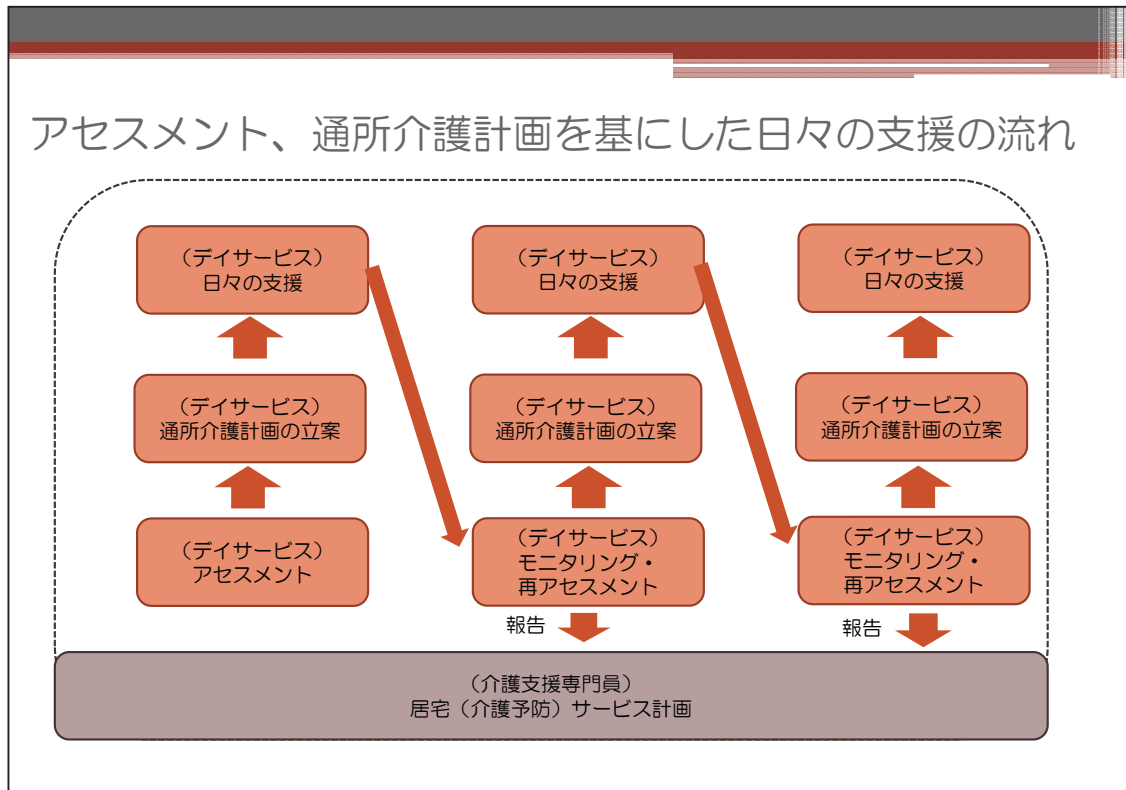 アセスメント、通所介護計画を基にした日々の支援の流れ
（デイサービス）
日々の支援
（デイサービス）
日々の支援
（デイサービス）
日々の支援
（デイサービス）
通所介護計画の立案
（デイサービス）
通所介護計画の立案
（デイサービス）
通所介護計画の立案
（デイサービス）
アセスメント
（デイサービス）
モニタリング・
再アセスメント
（デイサービス）
モニタリング・
再アセスメント
報告
報告
（介護支援専門員）
居宅（介護予防）サービス計画